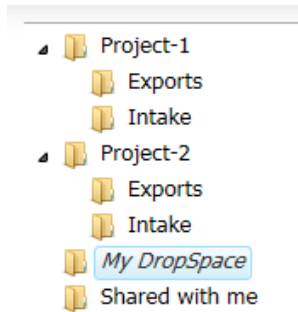 Project-1
Exports
Intake
Project-2
Exports
Intake
My DropSpace
Shared with me